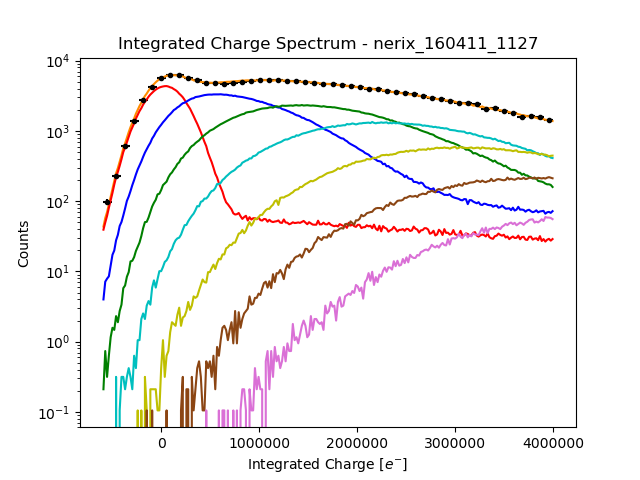 Integrated Charge Spectrum - nerix_160411_1127
Counts
10^4
10^3
10^2
10^1
10^0
10^−1
0 1000000 2000000 3000000 4000000
Integrated Charge [e^−]